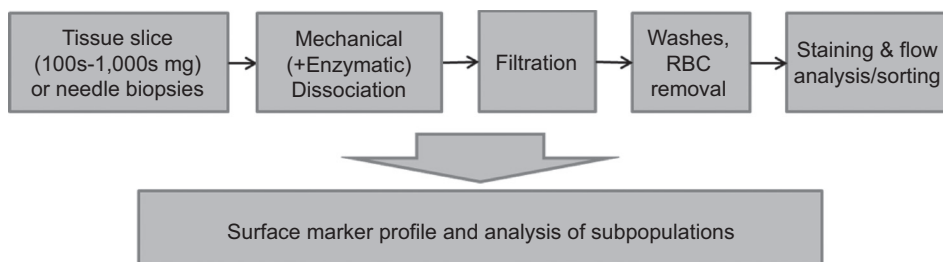 Tissue slice
(100s-1,000s mg)
or needle biopsies
Mechanical
(+Enzymatic)
Dissociation
Filtration
Washes,
RBC
removal
Staining & flow
analysis/sorting
Surface marker profile and analysis of subpopulations